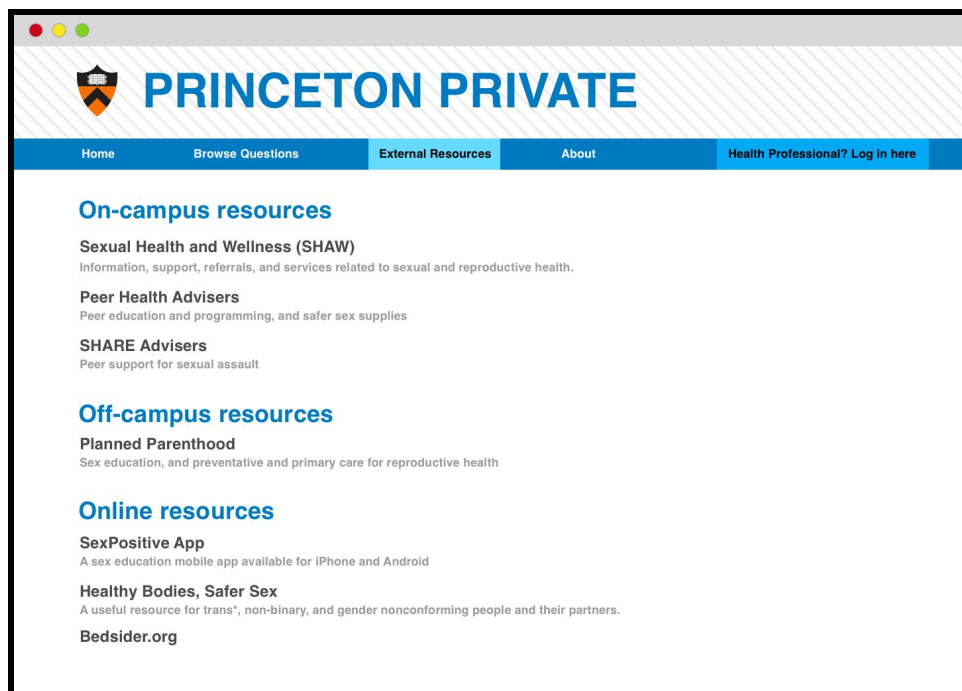 PRINCETON PRIVATE
Home Browse Questions External Resources About Health Professional? Log in here
On-campus resources
Sexual Health and Wellness (SHAW)
Information, support, referrals, and services related to sexual and reproductive health.
Peer Health Advisers
Peer education and programming, and safer sex supplies
SHARE Advisers
Peer support for sexual assault
Off-campus resources
Planned Parenthood
Sex education, and preventative and primary care for reproductive health
Online resources
SexPositive App
A sex education mobile app available for iPhone and Android
Healthy Bodies, Safer Sex
A useful resource for trans*, non-binary, and gender nonconforming people and their partners.
Bedsider.org